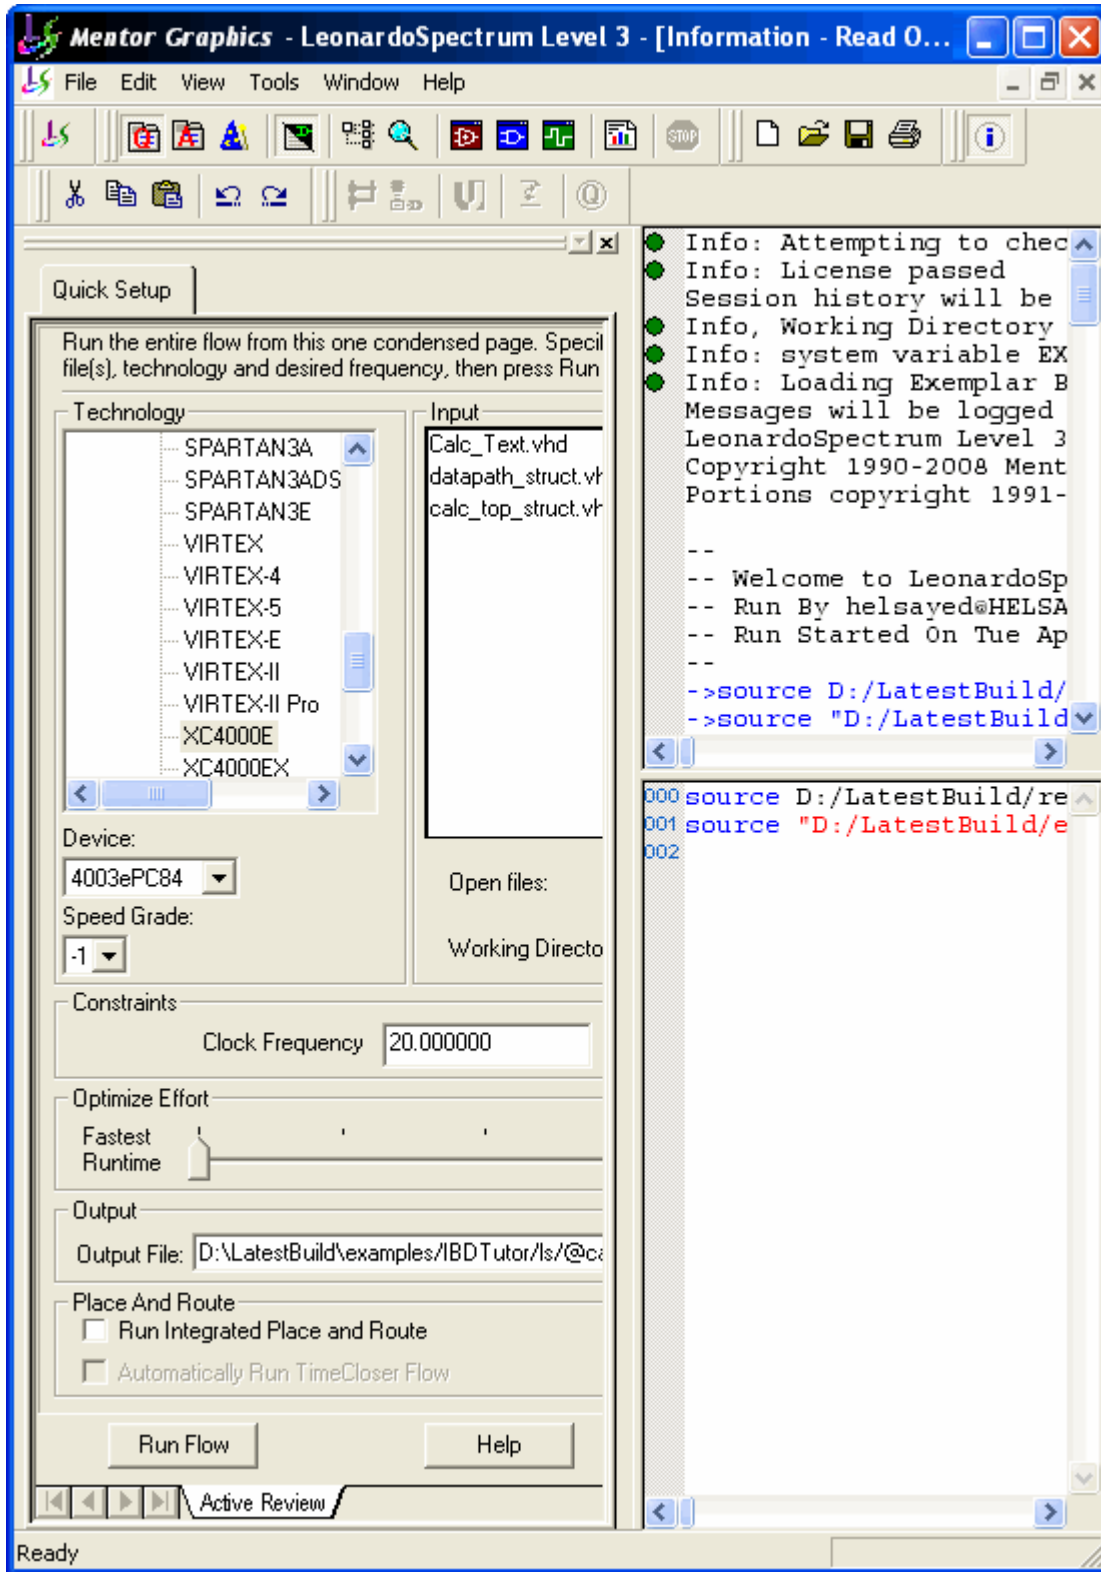 Mentor Graphics - LeonardoSpectrum Level 3 - [Information - Read O...
File Edit View Tools Window Help
STOP
Quick Setup
Run the entire flow from this one condensed page. Specif
file(s), technology and desired frequency, then press Run
Technology
SPARTAN3A
SPARTAN3ADS
SPARTAN3E
VIRTEX
VIRTEX-4
VIRTEX-5
VIRTEX-E
VIRTEX-II
VIRTEX-II Pro
XC4000E
XC4000EX
Device:
4003ePC84
Speed Grade:
-1
Input
Calc_Text.vhd
datapath_struct.vh
calc_top_struct.vh
Open files:
Working Directo
Constraints
Clock Frequency 20.000000
Optimize Effort
Fastest
Runtime
Output
Output File: D:\LatestBuild\examples/IBDTutor/ls/@ca
Place And Route
Run Integrated Place and Route
Automatically Run TimeCloser Flow
Run Flow Help
Active Review
Ready
Info: Attempting to chec
Info: License passed
Session history will be
Info, Working Directory
Info: system variable EX
Info: Loading Exemplar B
Messages will be logged
LeonardoSpectrum Level 3
Copyright 1990-2008 Ment
Portions copyright 1991-
--
-- Welcome to LeonardoSp
-- Run By helsayed@HELSA
-- Run Started On Tue Ap
--
->source D:/LatestBuild/
->source "D:/LatestBuild
000 source D:/LatestBuild/re
001 source "D:/LatestBuild/e
002